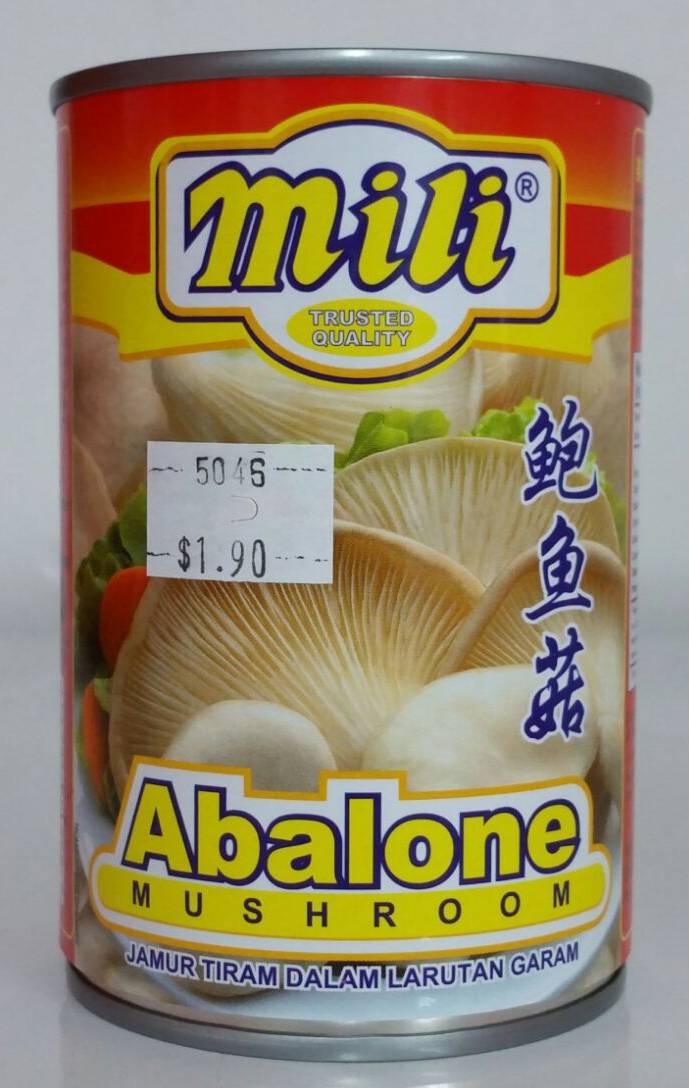 mili®
TRUSTED
QUALITY
5046
$1.90
鲍鱼菇
Abalone
MUSHROOM
JAMUR TIRAM DALAM LARUTAN GARAM